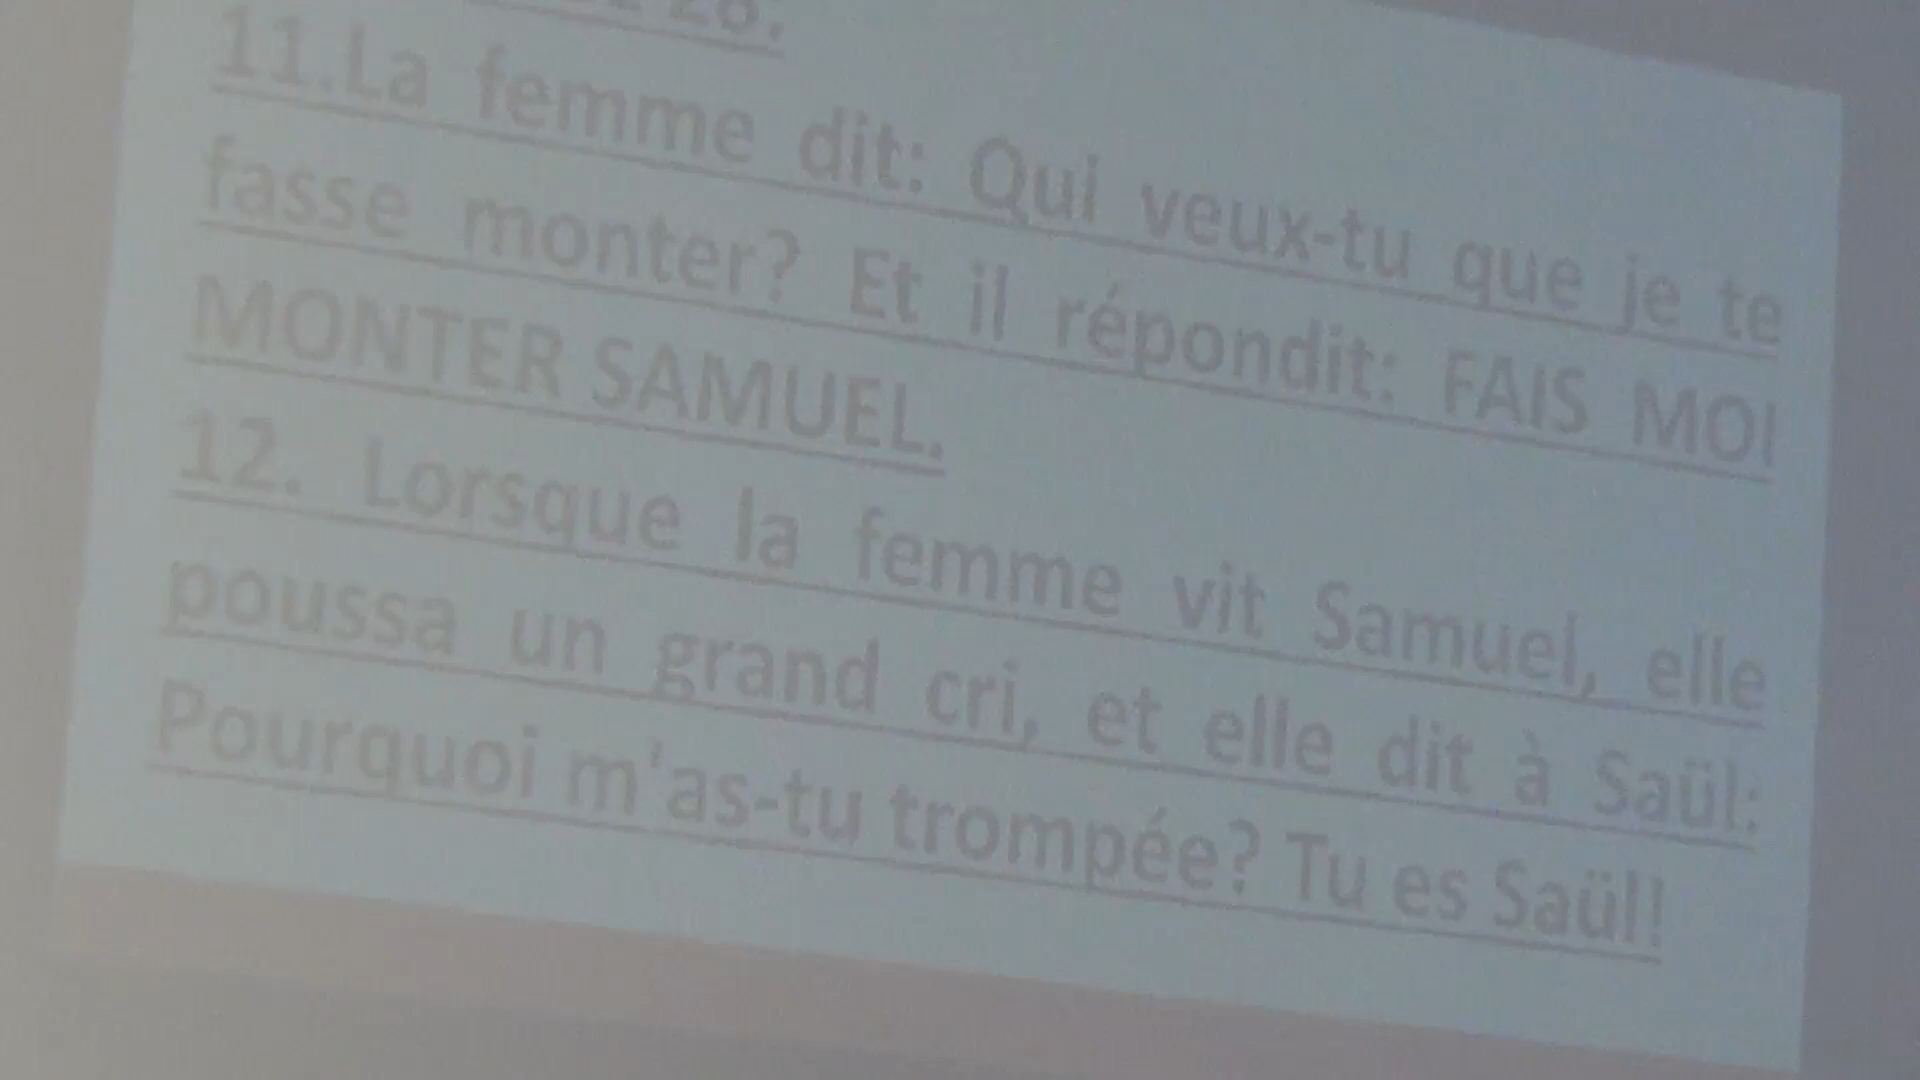 28.
11.La femme dit: Qui veux-tu que je te
fasse monter? Et il répondit: FAIS MOI
MONTER SAMUEL.
12. Lorsque la femme vit Samuel, elle
poussa un grand cri, et elle dit à Saül:
Pourquoi m'as-tu trompée? Tu es Saül!